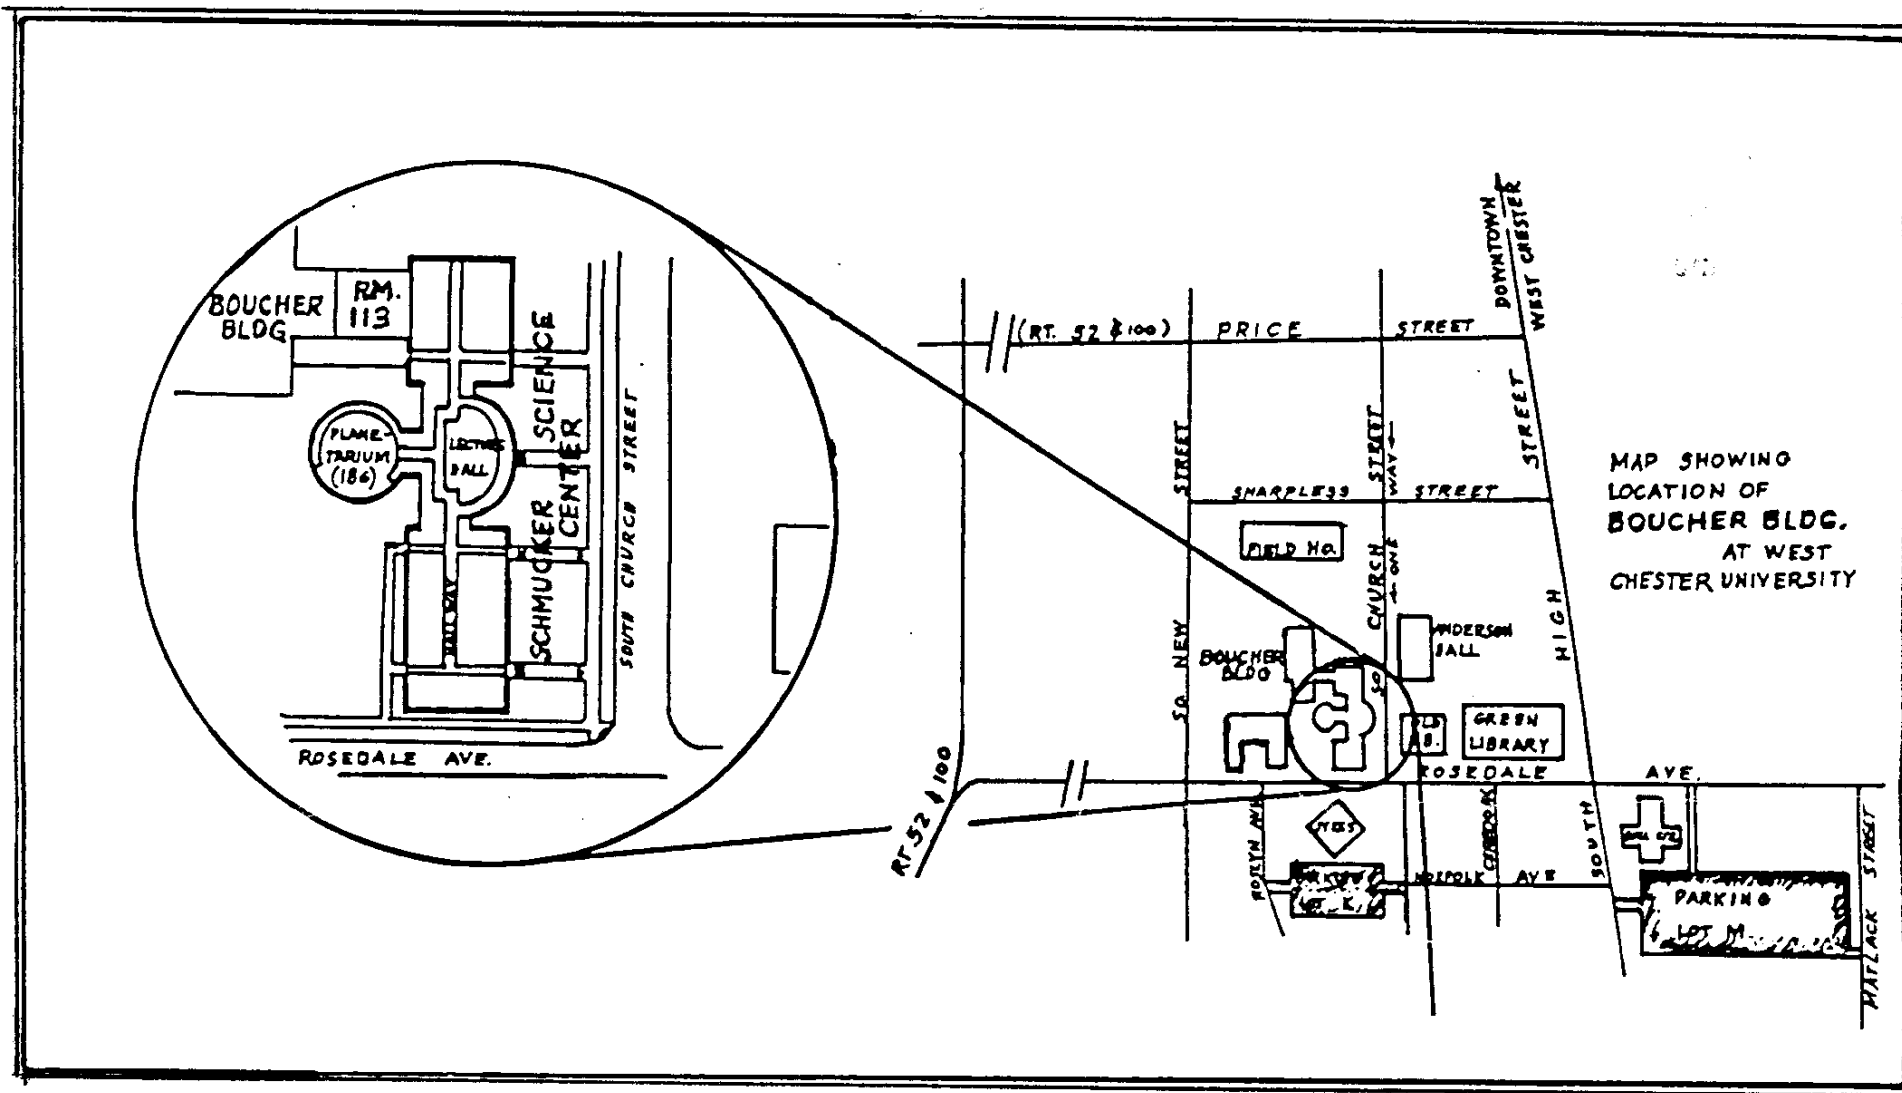 BOUCHER
BLDG
RM.
113
PLANE-
TARIUM
(186)
LECTURE
HALL
HALLWAY
SCHMUCKER SCIENCE
CENTER
SOUTH CHURCH STREET
ROSEDALE AVE.
RT 52 & 100
(RT. 52 & 100) PRICE STREET
DOWNTOWN
WEST CHESTER
SO NEW STREET
SO CHURCH STREET
← ONE WAY ←
SOUTH HIGH STREET
SHARPLESS STREET
FIELD HO.
BOUCHER
BLDG
ANDERSON
HALL
GREEN
LIBRARY
ROSEDALE AVE.
ROSLYN AVE
NORFOLK AVE
PARKING
LOT K
PARKING
LOT M
MATLACK STREET
MAP SHOWING
LOCATION OF
BOUCHER BLDG.
AT WEST
CHESTER UNIVERSITY